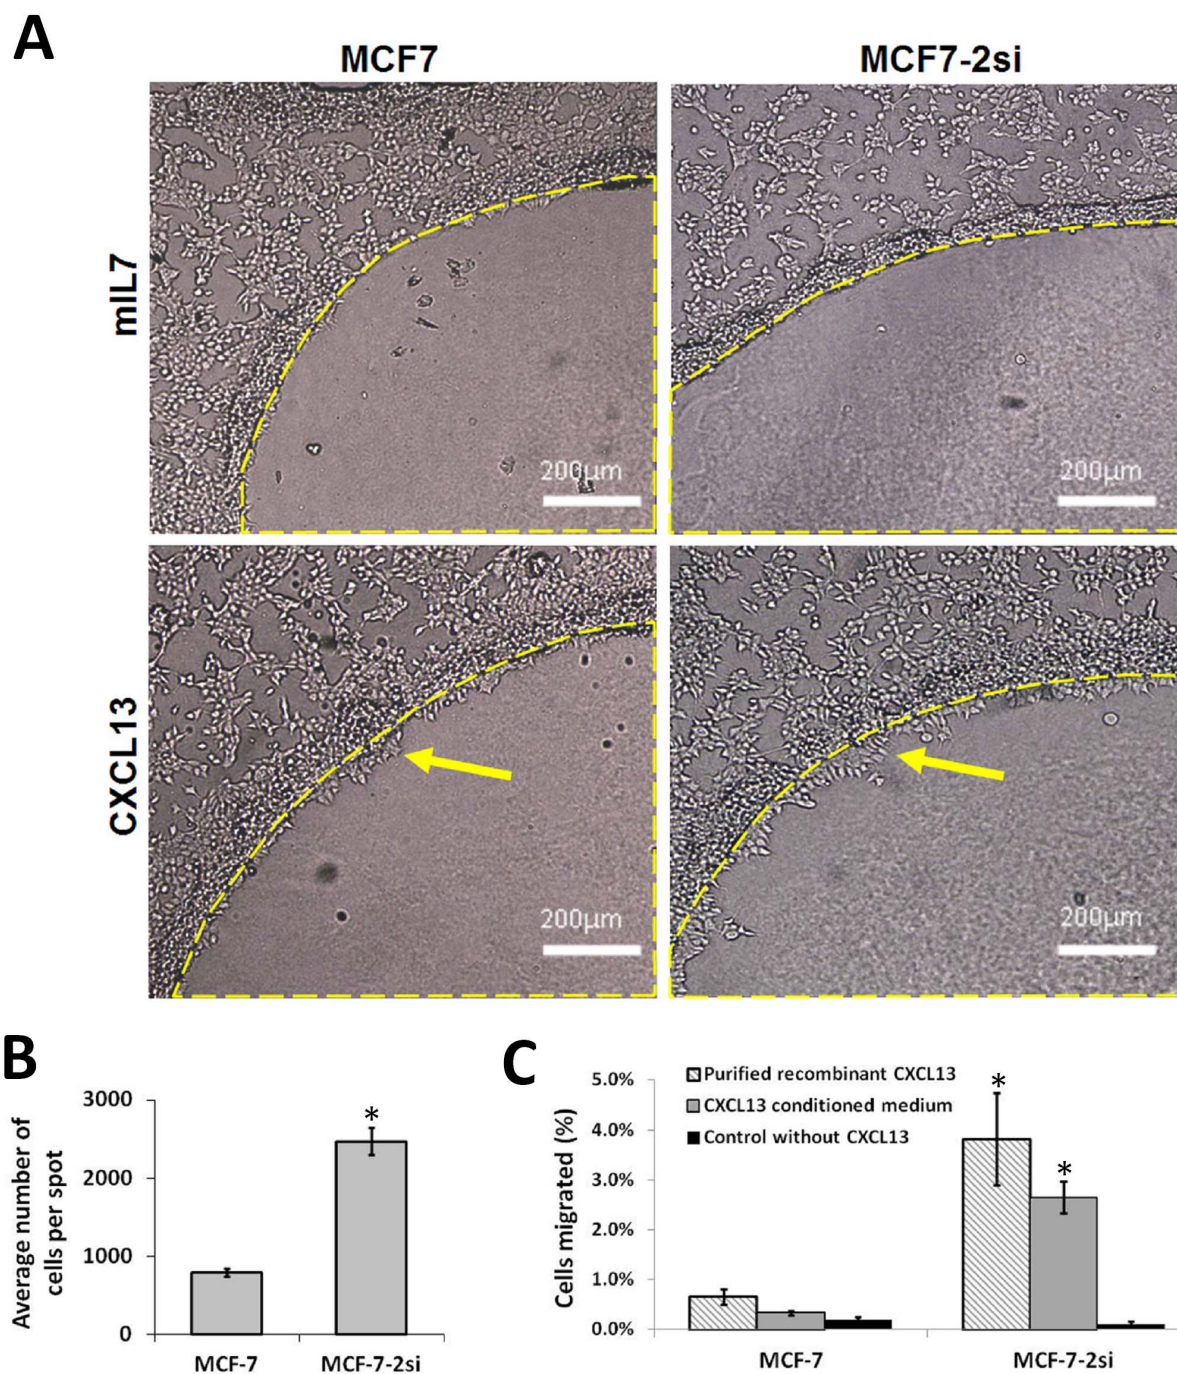 A
MCF7
MCF7-2si
mIL7
200µm
200µm
CXCL13
200µm
200µm
B
Average number of
cells per spot
3000
2000
1000
0
*
MCF-7
MCF-7-2si
C
Cells migrated (%)
5.0%
4.0%
3.0%
2.0%
1.0%
0.0%
Purified recombinant CXCL13
CXCL13 conditioned medium
Control without CXCL13
*
*
MCF-7
MCF-7-2si